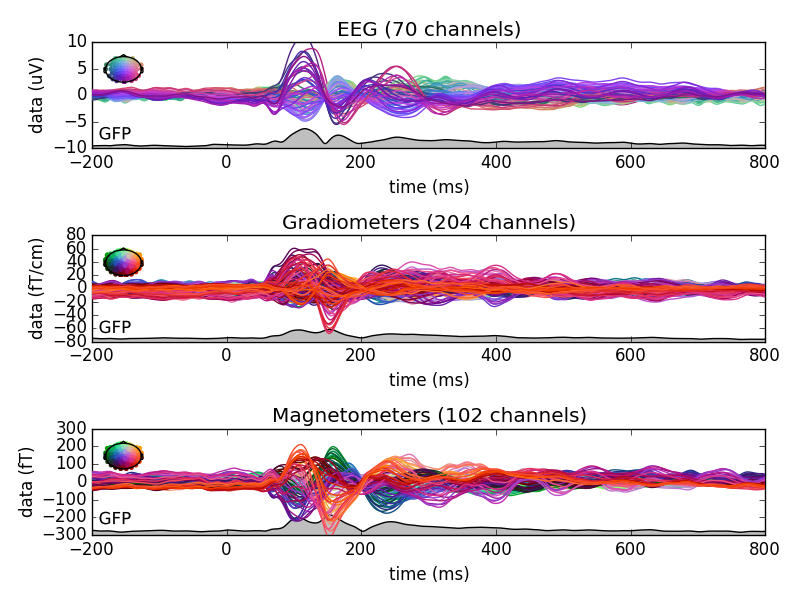 EEG (70 channels)
10
5
0
−5
−10
data (uV)
GFP
−200 0 200 400 600 800
time (ms)
Gradiometers (204 channels)
80
60
40
20
0
−20
−40
−60
−80
data (fT/cm)
GFP
−200 0 200 400 600 800
time (ms)
Magnetometers (102 channels)
300
200
100
0
−100
−200
−300
data (fT)
GFP
−200 0 200 400 600 800
time (ms)